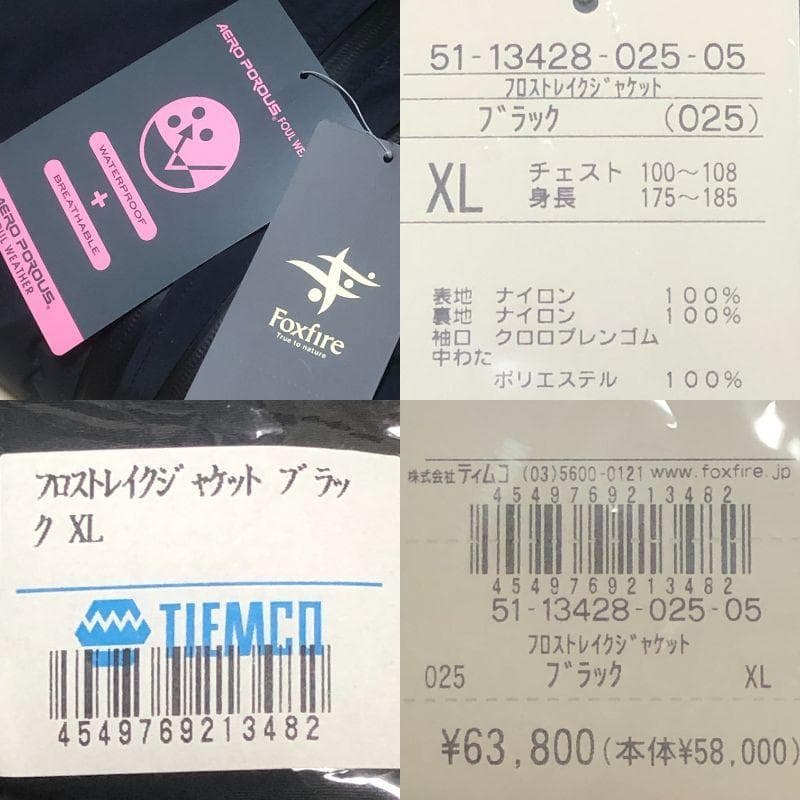 AERO POROUS® FOUL WEATHER
WATERPROOF
+
BREATHABLE
AERO POROUS®
FOUL WEATHER
Foxfire
True to nature
51-13428-025-05
フロストレイクジャケット
ブラック (025)
XL チェスト 100〜108
身長 175〜185
表地 ナイロン 100%
裏地 ナイロン 100%
袖口 クロロプレンゴム
中わた
ポリエステル 100%
フロストレイクジャケット ブラッ
ク XL
TIEMCO
4549769213482
株式会社 ティムコ (03)5600-0121 www.foxfire.jp
4549769213482
4549769213482
51-13428-025-05
フロストレイクジャケット
025 ブラック XL
¥63,800(本体¥58,000)